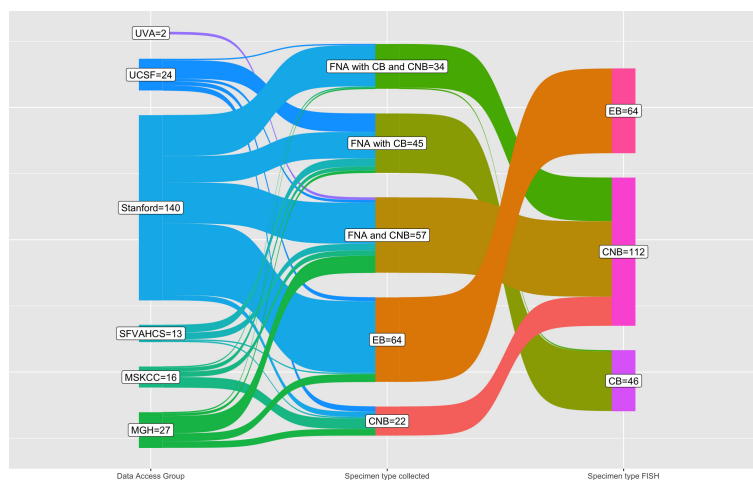 UVA=2
UCSF=24
Stanford=140
SFVAHCS=13
MSKCC=16
MGH=27
FNA with CB and CNB=34
FNA with CB=45
FNA and CNB=57
EB=64
CNB=22
EB=64
CNB=112
CB=46
Data Access Group
Specimen type collected
Specimen type FISH